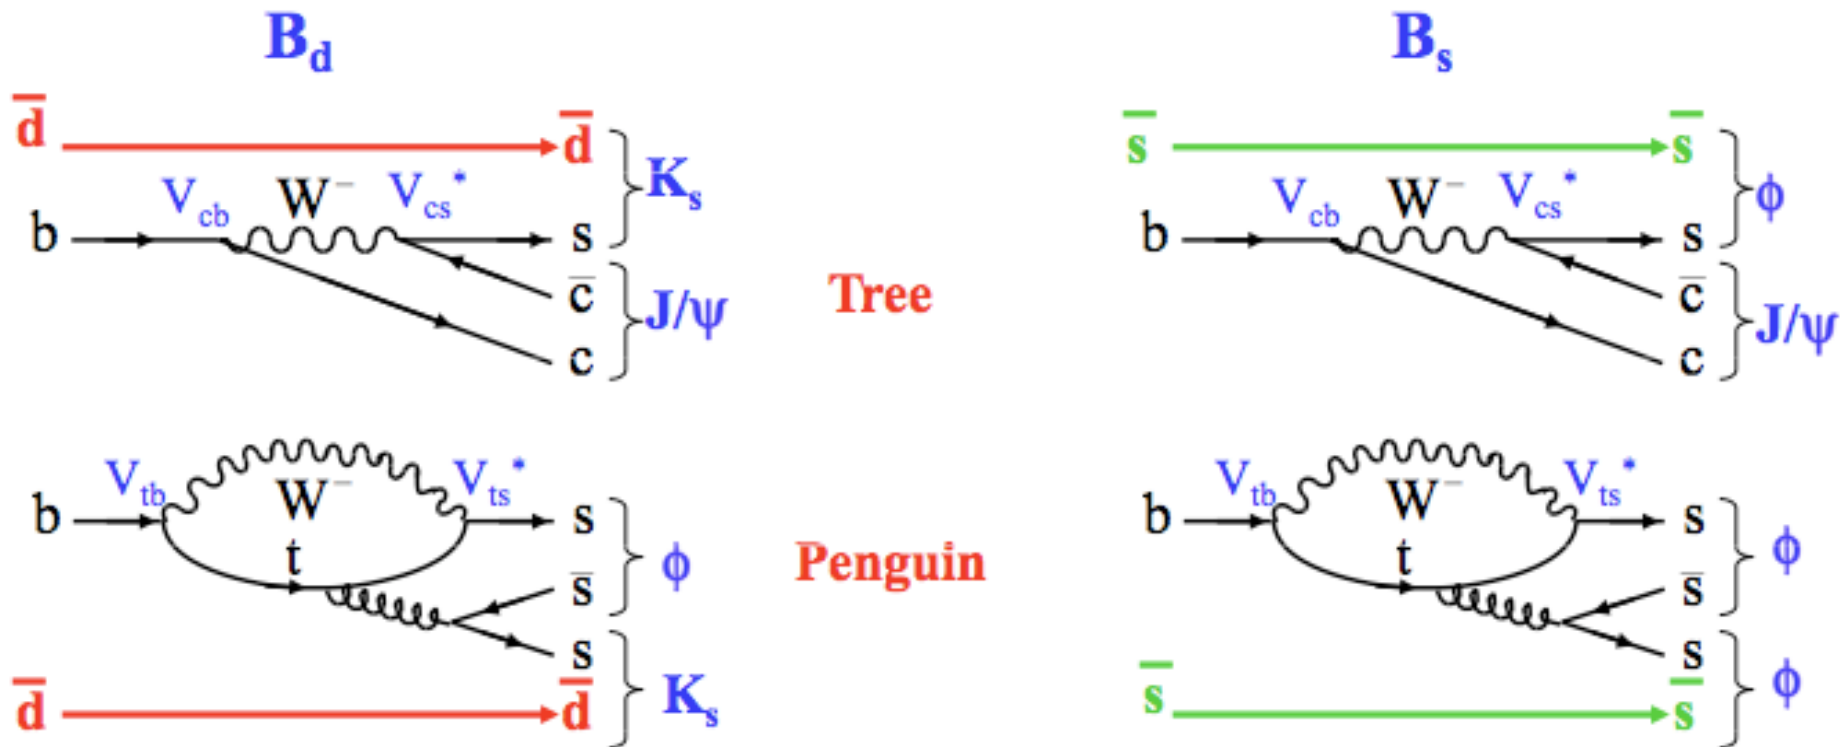 B_d B_s
d̅ d̅ s̅ s̅
V_cb W⁻ V_cs* K_s V_cb W⁻ V_cs* ϕ
b s b s
c̅ Tree c̅
J/ψ J/ψ
c c
V_tb W⁻ V_ts* V_tb W⁻ V_ts*
b s b s
t ϕ Penguin t ϕ
s̅ s̅
s s
d̅ d̅ K_s s̅ s̅ ϕ